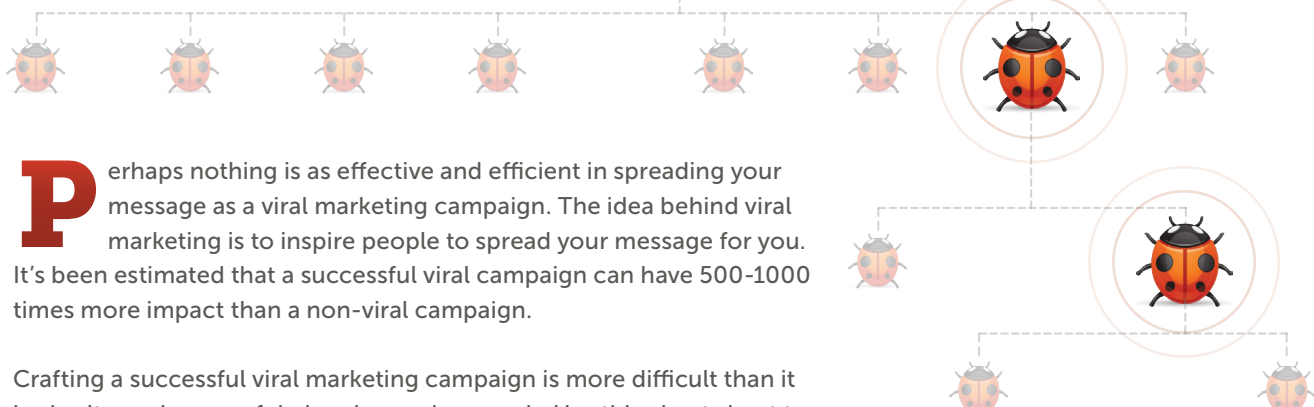 Perhaps nothing is as effective and efficient in spreading your
message as a viral marketing campaign. The idea behind viral
marketing is to inspire people to spread your message for you.
It’s been estimated that a successful viral campaign can have 500-1000
times more impact than a non-viral campaign.
Crafting a successful viral marketing campaign is more difficult than it